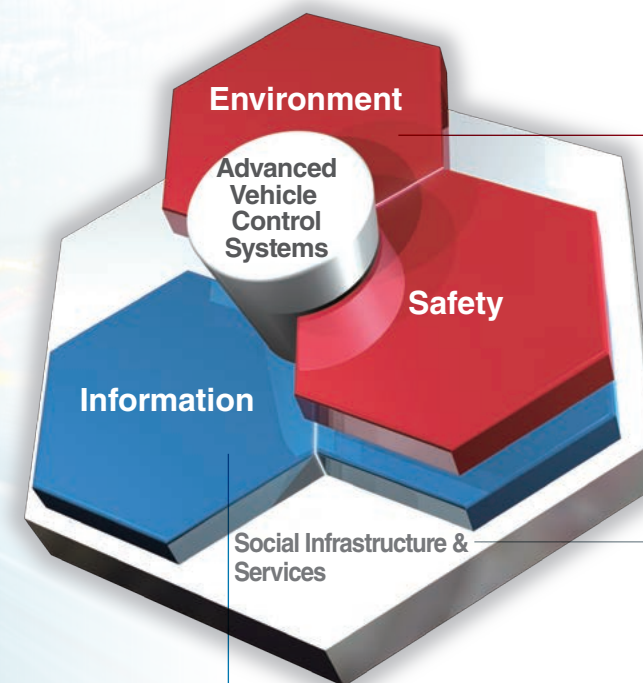 Environment
Advanced
Vehicle
Control
Systems
Safety
Information
Social Infrastructure &
Services